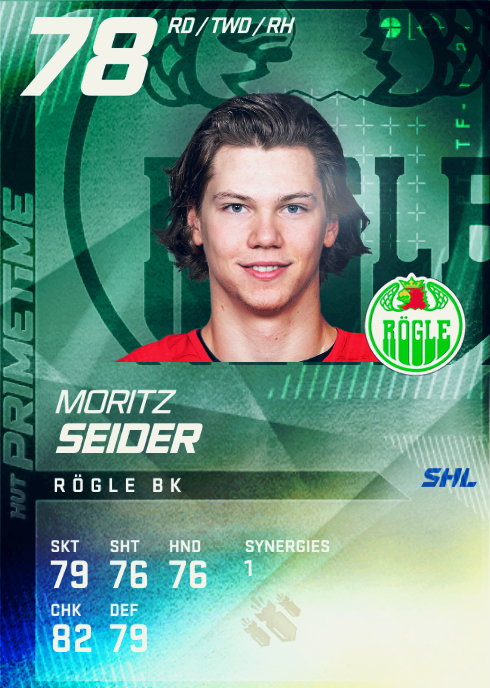 78
RD / TWD / RH
HUT PRIMETIME
RÖGLE
MORITZ
SEIDER
RÖGLE BK
SHL
SKT SHT HND SYNERGIES
79 76 76 1
CHK DEF
82 79